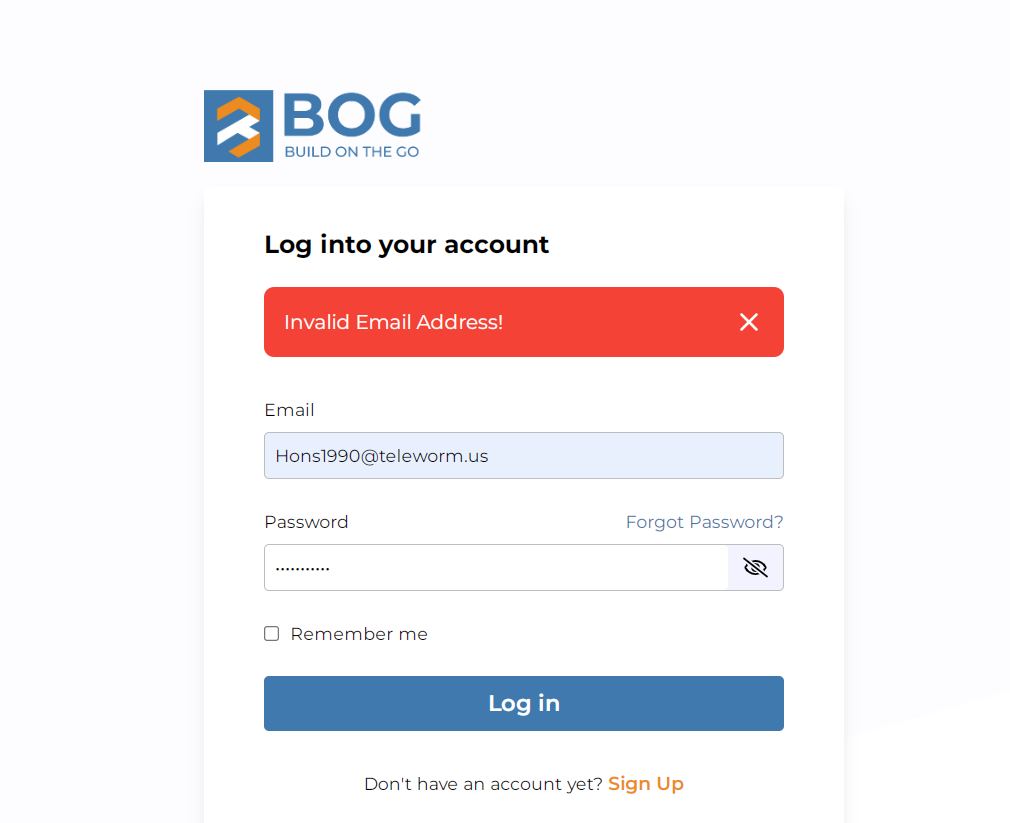 BOG
BUILD ON THE GO
Log into your account
Invalid Email Address!
Email
Hons1990@teleworm.us
Password Forgot Password?
...........
Remember me
Log in
Don't have an account yet? Sign Up